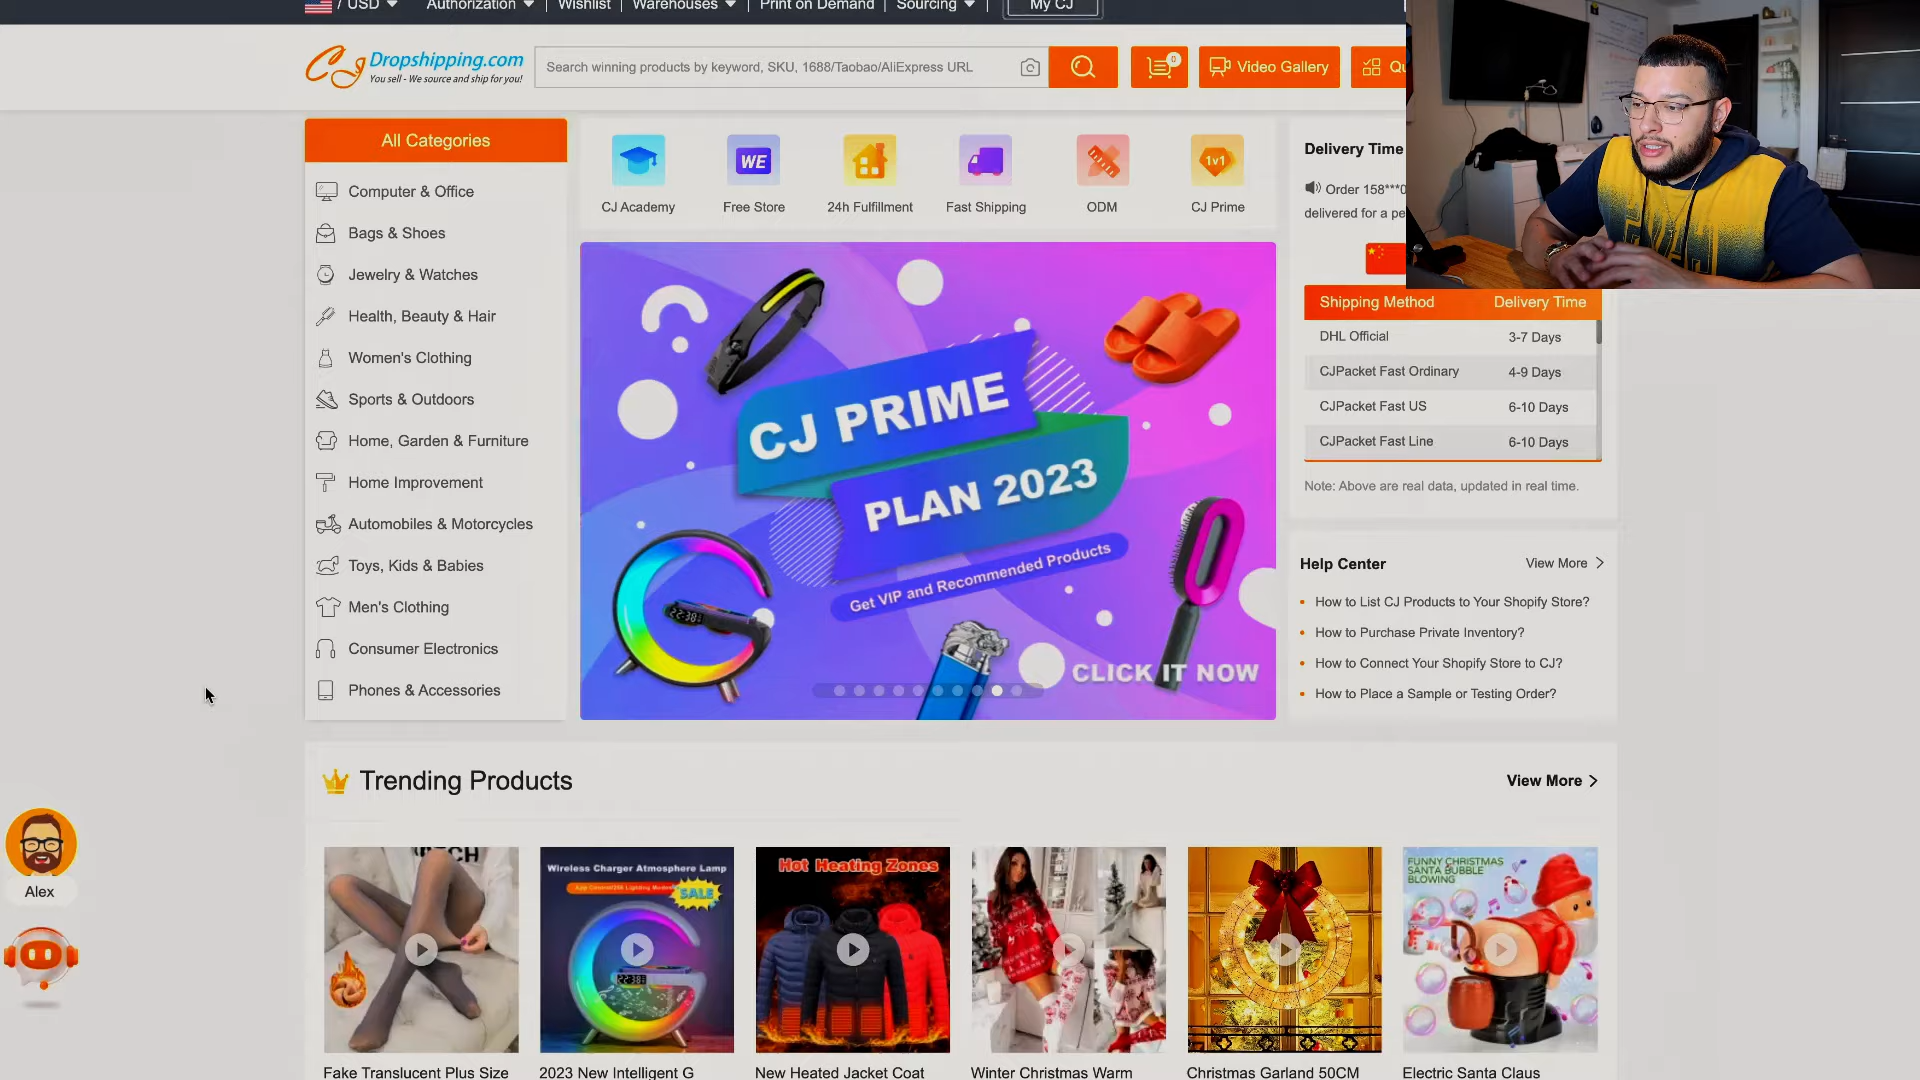 / USD
Authorization
Wishlist
Warehouses
Print on Demand
Sourcing
My CJ
CJ
Dropshipping.com
You sell - We source and ship for you!
Search winning products by keyword, SKU, 1688/Taobao/AliExpress URL
0
Video Gallery
All Categories
Computer & Office
Bags & Shoes
Jewelry & Watches
Health, Beauty & Hair
Women's Clothing
Sports & Outdoors
Home, Garden & Furniture
Home Improvement
Automobiles & Motorcycles
Toys, Kids & Babies
Men's Clothing
Consumer Electronics
Phones & Accessories
CJ Academy
WE
Free Store
24h Fulfillment
Fast Shipping
ODM
1v1
CJ Prime
CJ PRIME
PLAN 2023
Get VIP and Recommended Products
22:38
CLICK IT NOW
Delivery Time
Order 158***0
delivered for a pe
Shipping Method Delivery Time
DHL Official 3-7 Days
CJPacket Fast Ordinary 4-9 Days
CJPacket Fast US 6-10 Days
CJPacket Fast Line 6-10 Days
Note: Above are real data, updated in real time.
Help Center
View More
How to List CJ Products to Your Shopify Store?
How to Purchase Private Inventory?
How to Connect Your Shopify Store to CJ?
How to Place a Sample or Testing Order?
Trending Products
View More
Alex
Wireless Charger Atmosphere Lamp
SALE
22:38
Hot Heating Zones
FUNNY CHRISTMAS
SANTA BUBBLE
BLOWING
Fake Translucent Plus Size
2023 New Intelligent G
New Heated Jacket Coat
Winter Christmas Warm
Christmas Garland 50CM
Electric Santa Claus